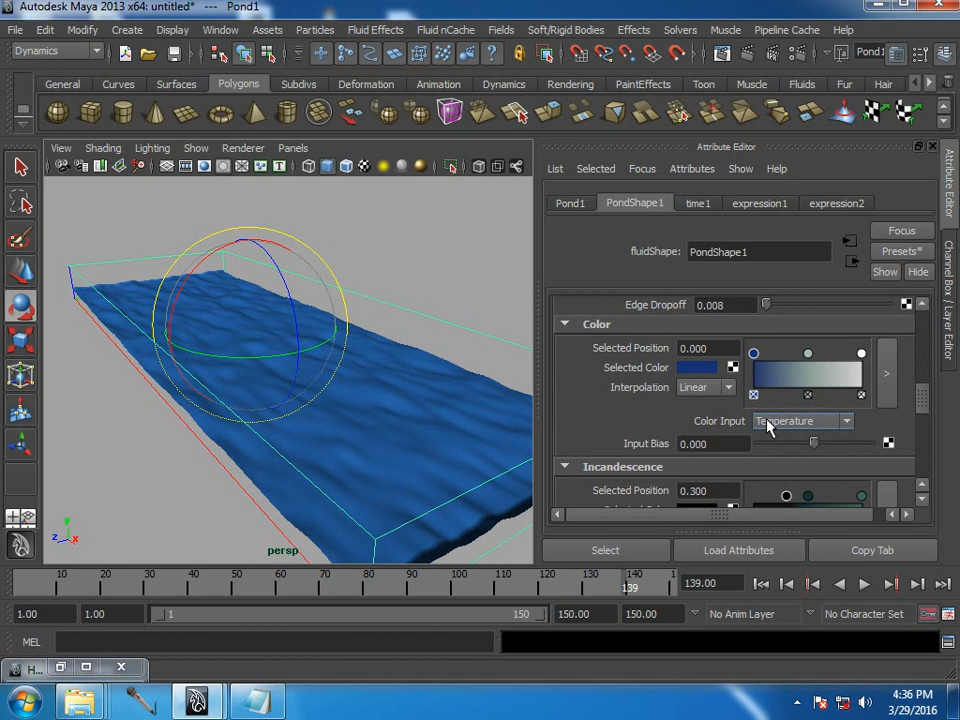 Autodesk Maya 2013 x64: untitled* --- Pond1
File Edit Modify Create Display Window Assets Particles Fluid Effects Fluid nCache Fields Soft/Rigid Bodies Effects Solvers Muscle Pipeline Cache Help
Dynamics Pond1
General Curves Surfaces Polygons Subdivs Deformation Animation Dynamics Rendering PaintEffects Toon Muscle Fluids Fur Hair
View Shading Lighting Show Renderer Panels
Attribute Editor
List Selected Focus Attributes Show Help
Pond1 PondShape1 time1 expression1 expression2
Focus
fluidShape: PondShape1 Presets*
Show Hide
Edge Dropoff 0.008
Color
Selected Position 0.000
Selected Color
Interpolation Linear
>
Color Input Temperature
Input Bias 0.000
Incandescence
Selected Position 0.300
Select Load Attributes Copy Tab
Attribute Editor
Channel Box / Layer Editor
y
z x
persp
10 20 30 40 50 60 70 80 90 100 110 120 130 140 1
139
139.00
1.00 1.00 1 150 150.00 150.00 No Anim Layer No Character Set
MEL
H...
4:36 PM
3/29/2016